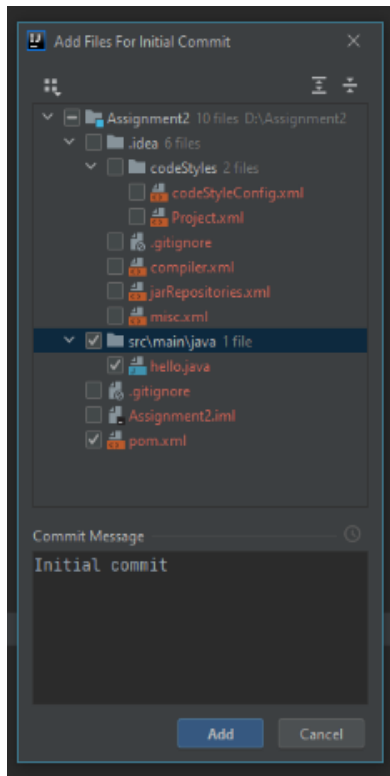 Add Files For Initial Commit
Assignment2 10 files D:\Assignment2
.idea 6 files
codeStyles 2 files
codeStyleConfig.xml
Project.xml
.gitignore
compiler.xml
jarRepositories.xml
misc.xml
src\main\java 1 file
hello.java
.gitignore
Assignment2.iml
pom.xml
Commit Message
Initial commit
Add Cancel